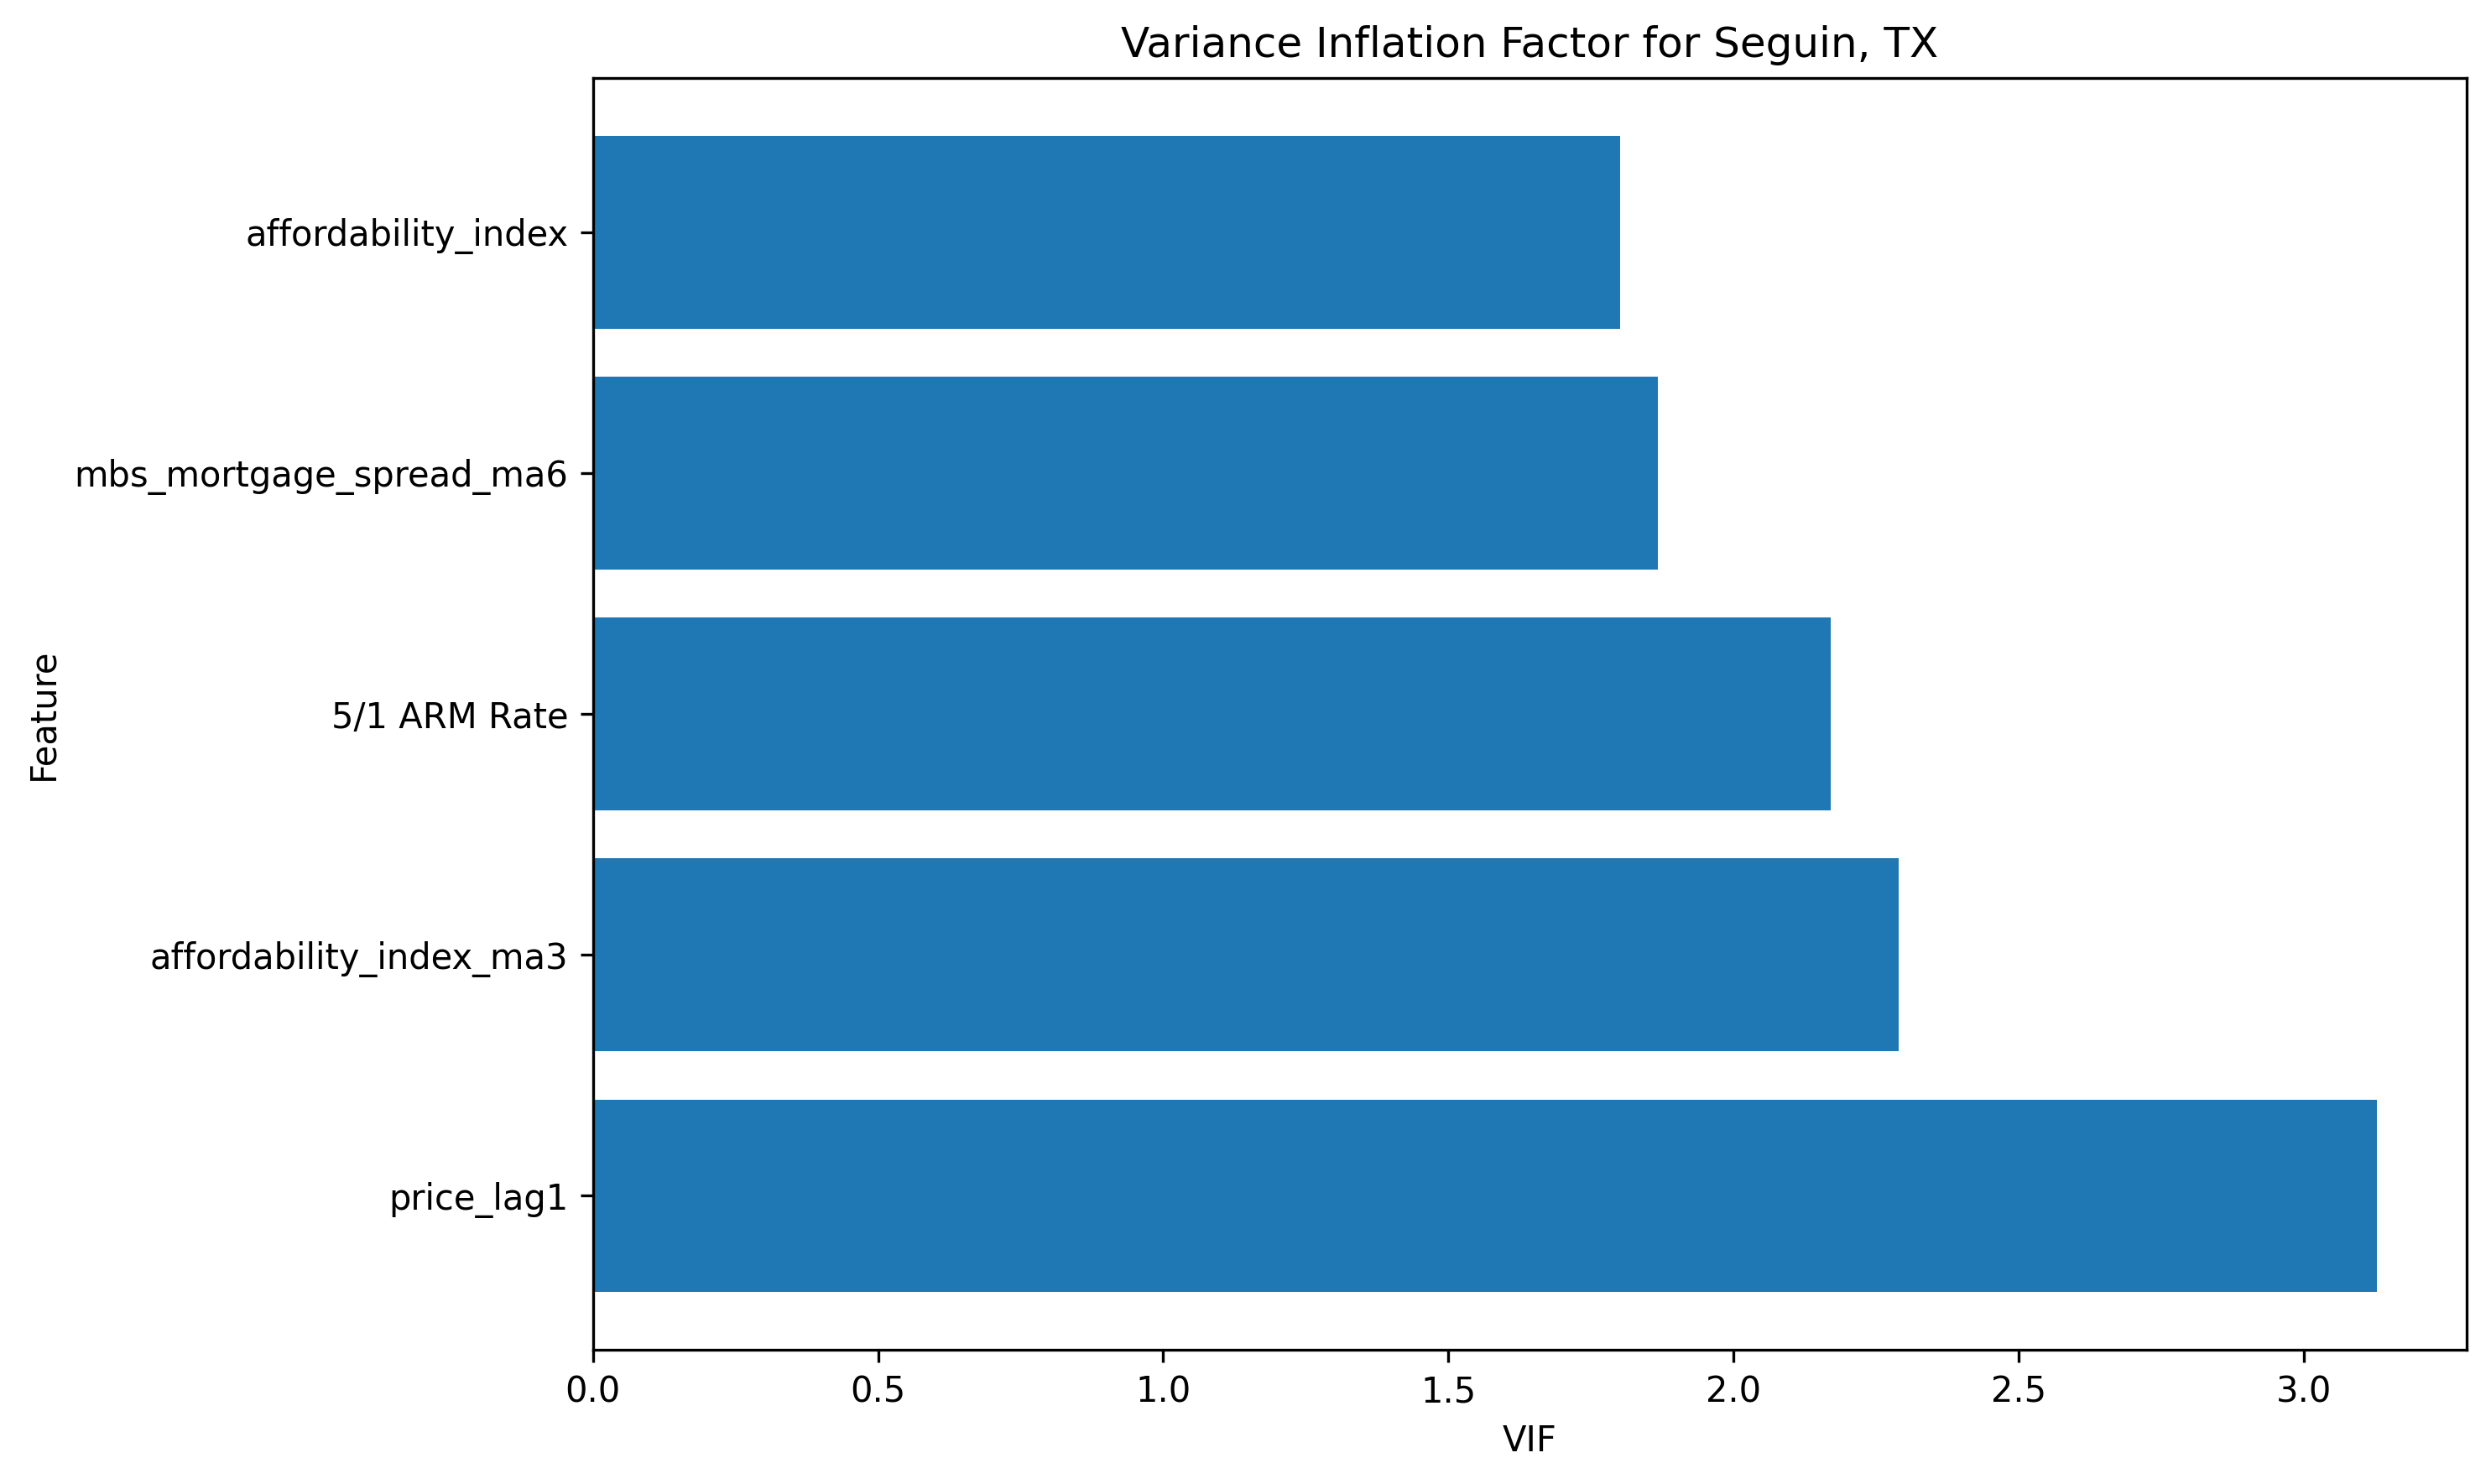 Variance Inflation Factor for Seguin, TX
affordability_index
mbs_mortgage_spread_ma6
5/1 ARM Rate
affordability_index_ma3
price_lag1
Feature
0.0 0.5 1.0 1.5 2.0 2.5 3.0
VIF